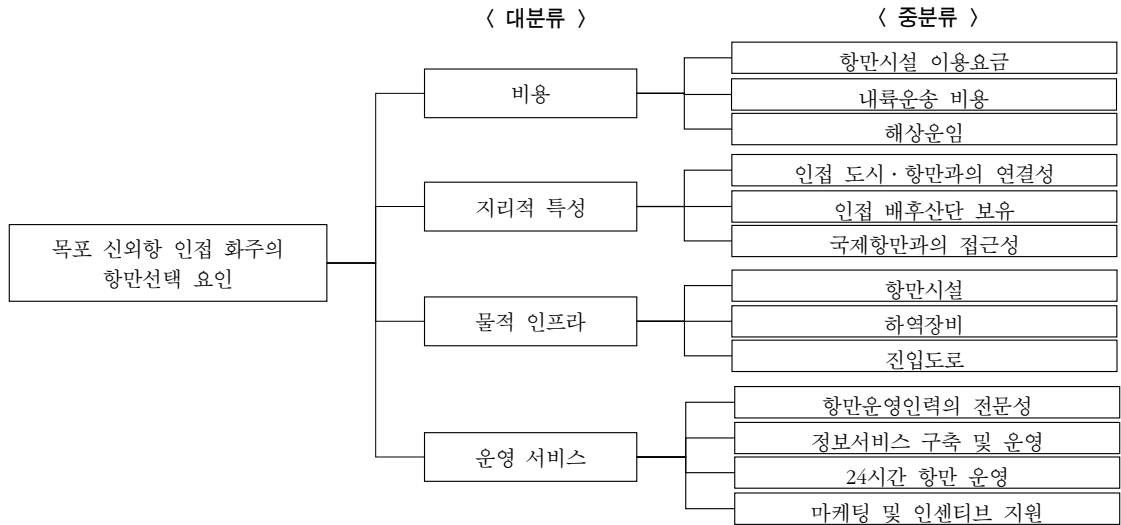 〈 대분류 〉
〈 중분류 〉
목포 신외항 인접 화주의
항만선택 요인
비용
항만시설 이용요금
내륙운송 비용
해상운임
지리적 특성
인접 도시·항만과의 연결성
인접 배후산단 보유
국제항만과의 접근성
물적 인프라
항만시설
하역장비
진입도로
운영 서비스
항만운영인력의 전문성
정보서비스 구축 및 운영
24시간 항만 운영
마케팅 및 인센티브 지원